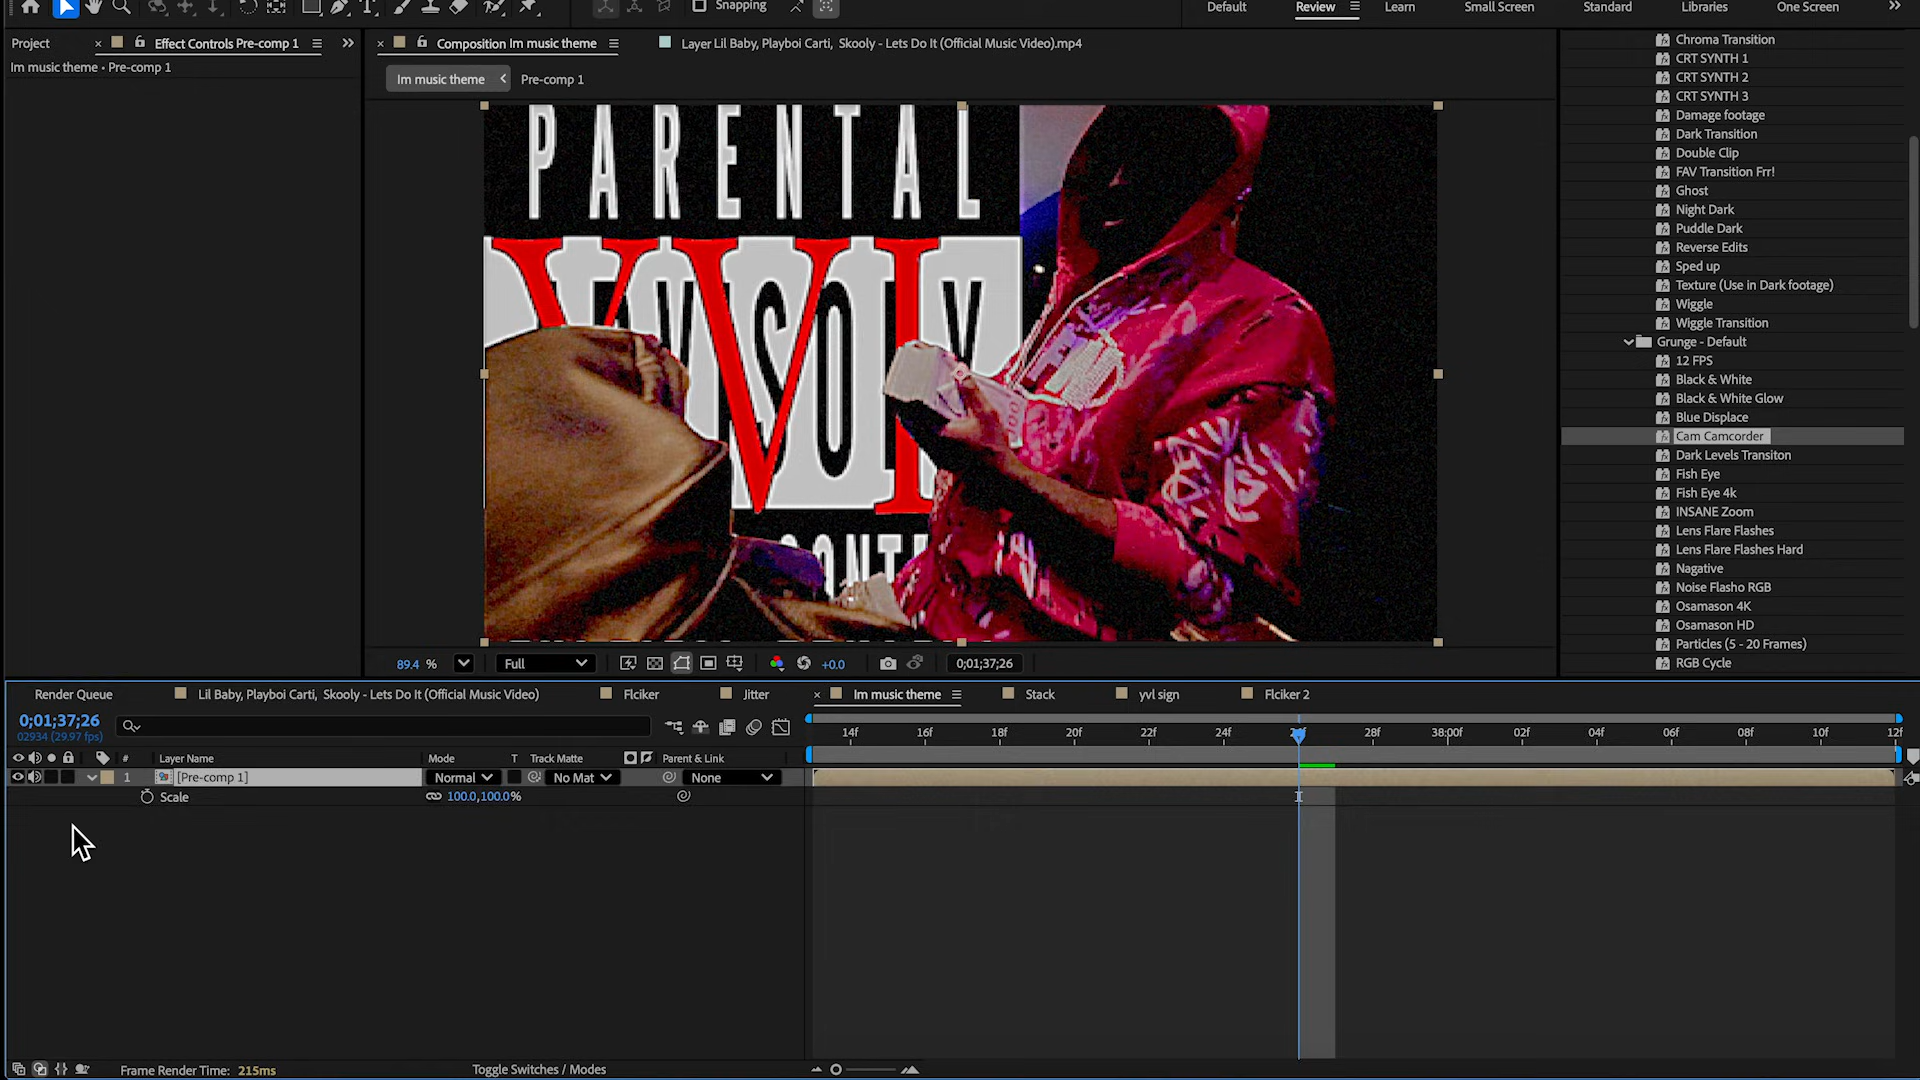 Snapping
Default
Review
Learn
Small Screen
Standard
Libraries
One Screen
Project
Effect Controls Pre-comp 1
Composition Im music theme
Layer Lil Baby, Playboi Carti, Skooly - Lets Do It (Official Music Video).mp4
Im music theme • Pre-comp 1
Im music theme
Pre-comp 1
Chroma Transition
CRT SYNTH 1
CRT SYNTH 2
CRT SYNTH 3
Damage footage
Dark Transition
Double Clip
FAV Transition Frr!
Ghost
Night Dark
Puddle Dark
Reverse Edits
Sped up
Texture (Use in Dark footage)
Wiggle
Wiggle Transition
Grunge - Default
12 FPS
Black & White
Black & White Glow
Blue Displace
Cam Camcorder
Dark Levels Transiton
Fish Eye
Fish Eye 4k
INSANE Zoom
Lens Flare Flashes
Lens Flare Flashes Hard
Nagative
Noise Flasho RGB
Osamason 4K
Osamason HD
Particles (5 - 20 Frames)
RGB Cycle
PARENTAL
89.4 %
Full
+0.0
0;01;37;26
Render Queue
Lil Baby, Playboi Carti, Skooly - Lets Do It (Official Music Video)
Flciker
Jitter
Im music theme
Stack
yvl sign
Flciker 2
0;01;37;26
02934 (29.97 fps)
14f 16f 18f 20f 22f 24f 28f 38:00f 02f 04f 06f 08f 10f 12f
# Layer Name Mode T Track Matte Parent & Link
1 [Pre-comp 1] Normal No Mat None
Scale 100.0,100.0%
Frame Render Time: 215ms
Toggle Switches / Modes